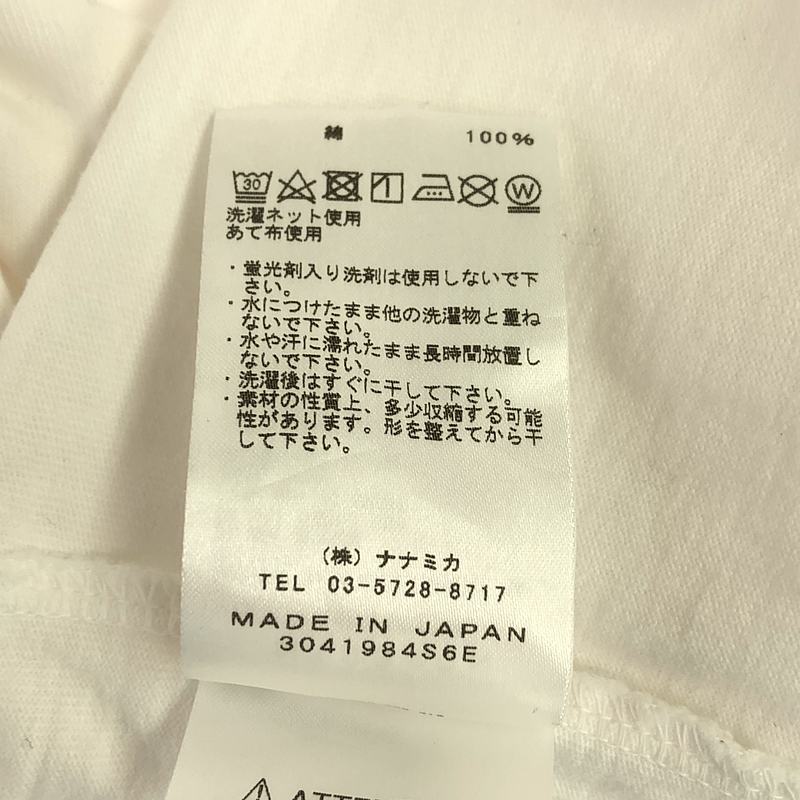 綿 100%
30
W
洗濯ネット使用
あて布使用
・蛍光剤入り洗剤は使用しないで下
さい。
・水につけたまま他の洗濯物と重ね
ないで下さい。
・水や汗に濡れたまま長時間放置し
ないで下さい。
・洗濯後はすぐに干して下さい。
・素材の性質上、多少収縮する可能
性があります。形を整えてから干
して下さい。
(株) ナナミカ
TEL 03-5728-8717
MADE IN JAPAN
3041984S6E